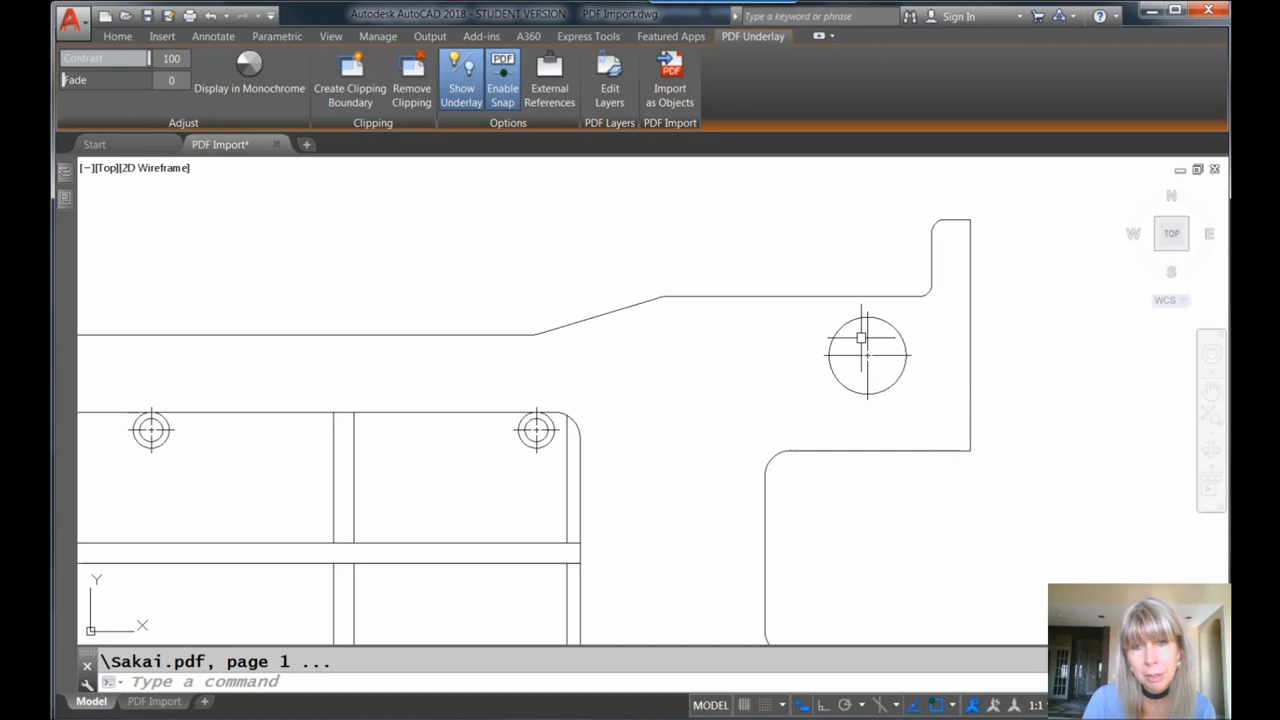 Autodesk AutoCAD 2018 - STUDENT VERSION    PDF Import.dwg
Type a keyword or phrase
Sign In
Home Insert Annotate Parametric View Manage Output Add-ins A360 Express Tools Featured Apps PDF Underlay
Contrast 100
Fade 0
Display in Monochrome
Create Clipping Boundary
Remove Clipping
Show Underlay
PDF
Enable Snap
External References
Edit Layers
PDF
Import as Objects
Adjust Clipping Options PDF Layers PDF Import
Start PDF Import*
[−][Top][2D Wireframe]
N
W TOP E
S
WCS
Y
X
\Sakai.pdf, page 1 ...
Type a command
Model PDF Import
MODEL 1:1